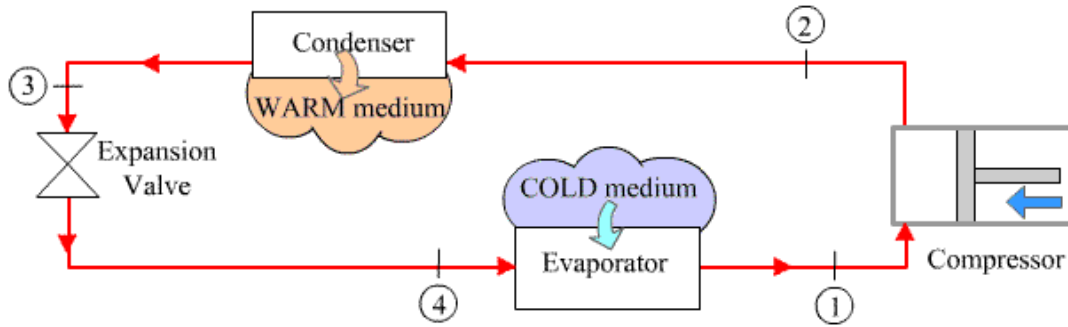 2
Condenser
3
WARM medium
Expansion
Valve
COLD medium
Evaporator
Compressor
4
1